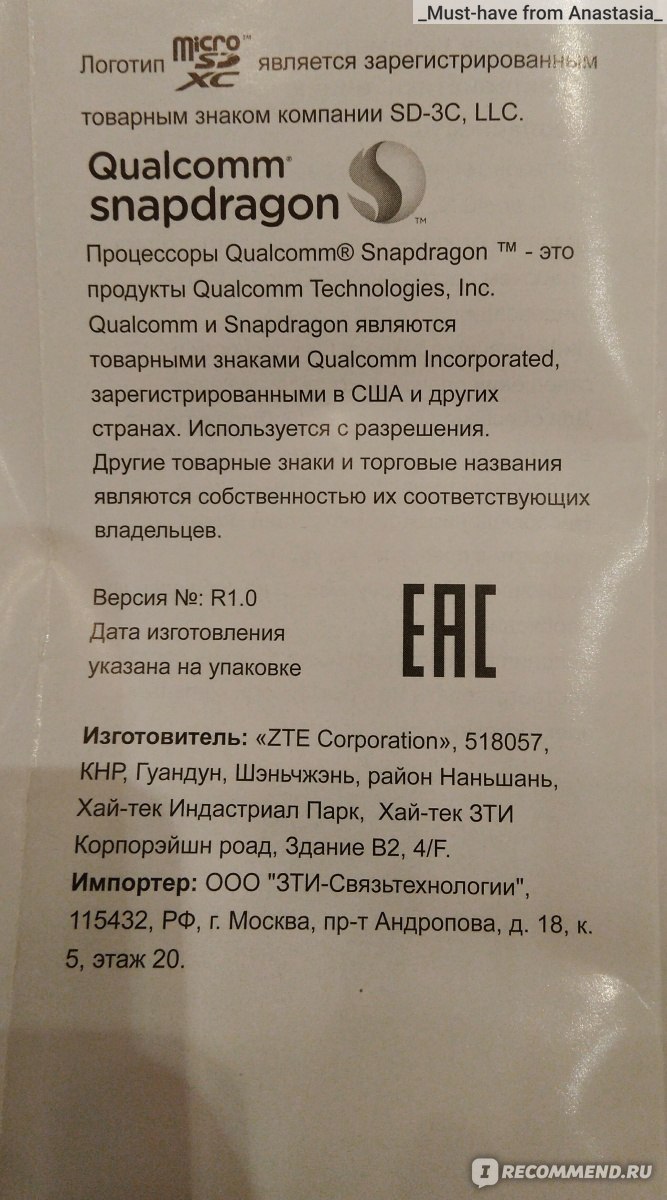 _Must-have from Anastasia_
Логотип micro SD XC ™ является зарегистрированным
товарным знаком компании SD-3C, LLC.
Qualcomm®
snapdragon ™
Процессоры Qualcomm® Snapdragon ™ - это
продукты Qualcomm Technologies, Inc.
Qualcomm и Snapdragon являются
товарными знаками Qualcomm Incorporated,
зарегистрированными в США и других
странах. Используется с разрешения.
Другие товарные знаки и торговые названия
являются собственностью их соответствующих
владельцев.
Версия №: R1.0
Дата изготовления
указана на упаковке
EAC
Изготовитель: «ZTE Corporation», 518057,
КНР, Гуандун, Шэньчжэнь, район Наньшань,
Хай-тек Индастриал Парк, Хай-тек ЗТИ
Корпорэйшн роад, Здание B2, 4/F.
Импортер: ООО "ЗТИ-Связьтехнологии",
115432, РФ, г. Москва, пр-т Андропова, д. 18, к.
5, этаж 20.
I RECOMMEND.RU